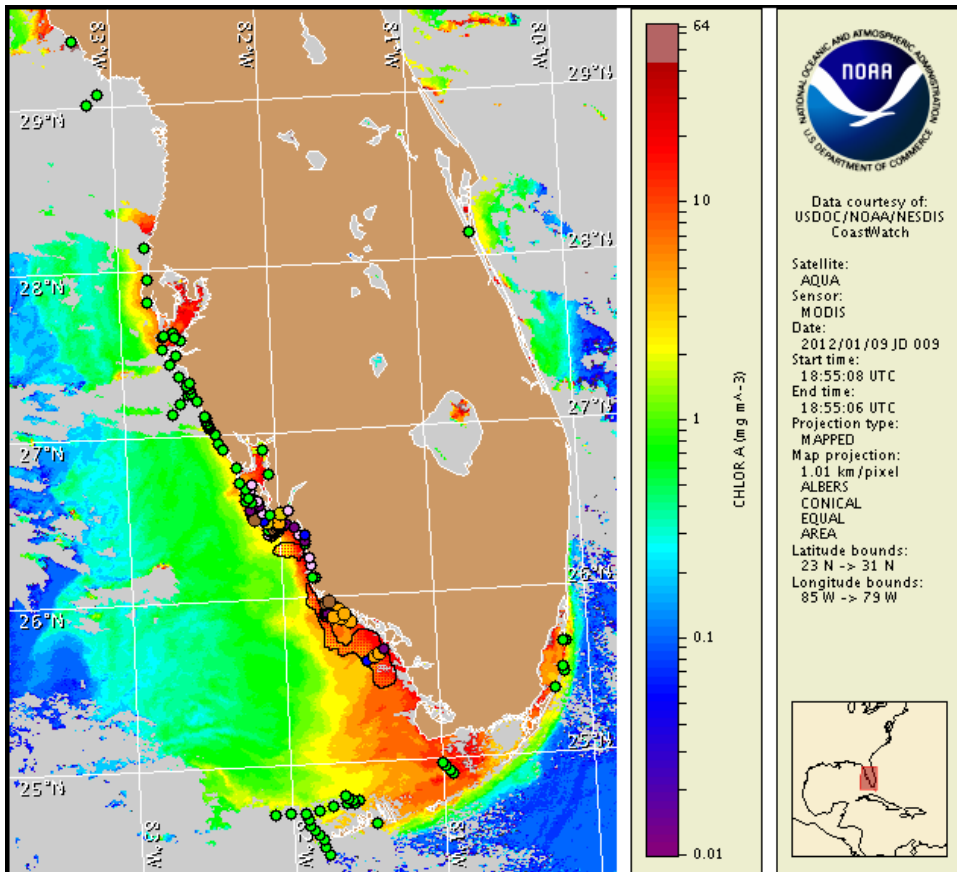 83°W
82°W
81°W
80°W
29°N
29°N
28°N
28°N
27°N
27°N
26°N
26°N
25°N
25°N
83°W
82°W
81°W
64
10
1
0.1
0.01
CHLOR A (mg m^-3)
NATIONAL OCEANIC AND ATMOSPHERIC ADMINISTRATION
NOAA
U.S. DEPARTMENT OF COMMERCE
Data courtesy of:
USDOC/NOAA/NESDIS
CoastWatch
Satellite:
AQUA
Sensor:
MODIS
Date:
2012/01/09 JD 009
Start time:
18:55:08 UTC
End time:
18:55:06 UTC
Projection type:
MAPPED
Map projection:
1.01 km/pixel
ALBERS
CONICAL
EQUAL
AREA
Latitude bounds:
23 N -> 31 N
Longitude bounds:
85 W -> 79 W